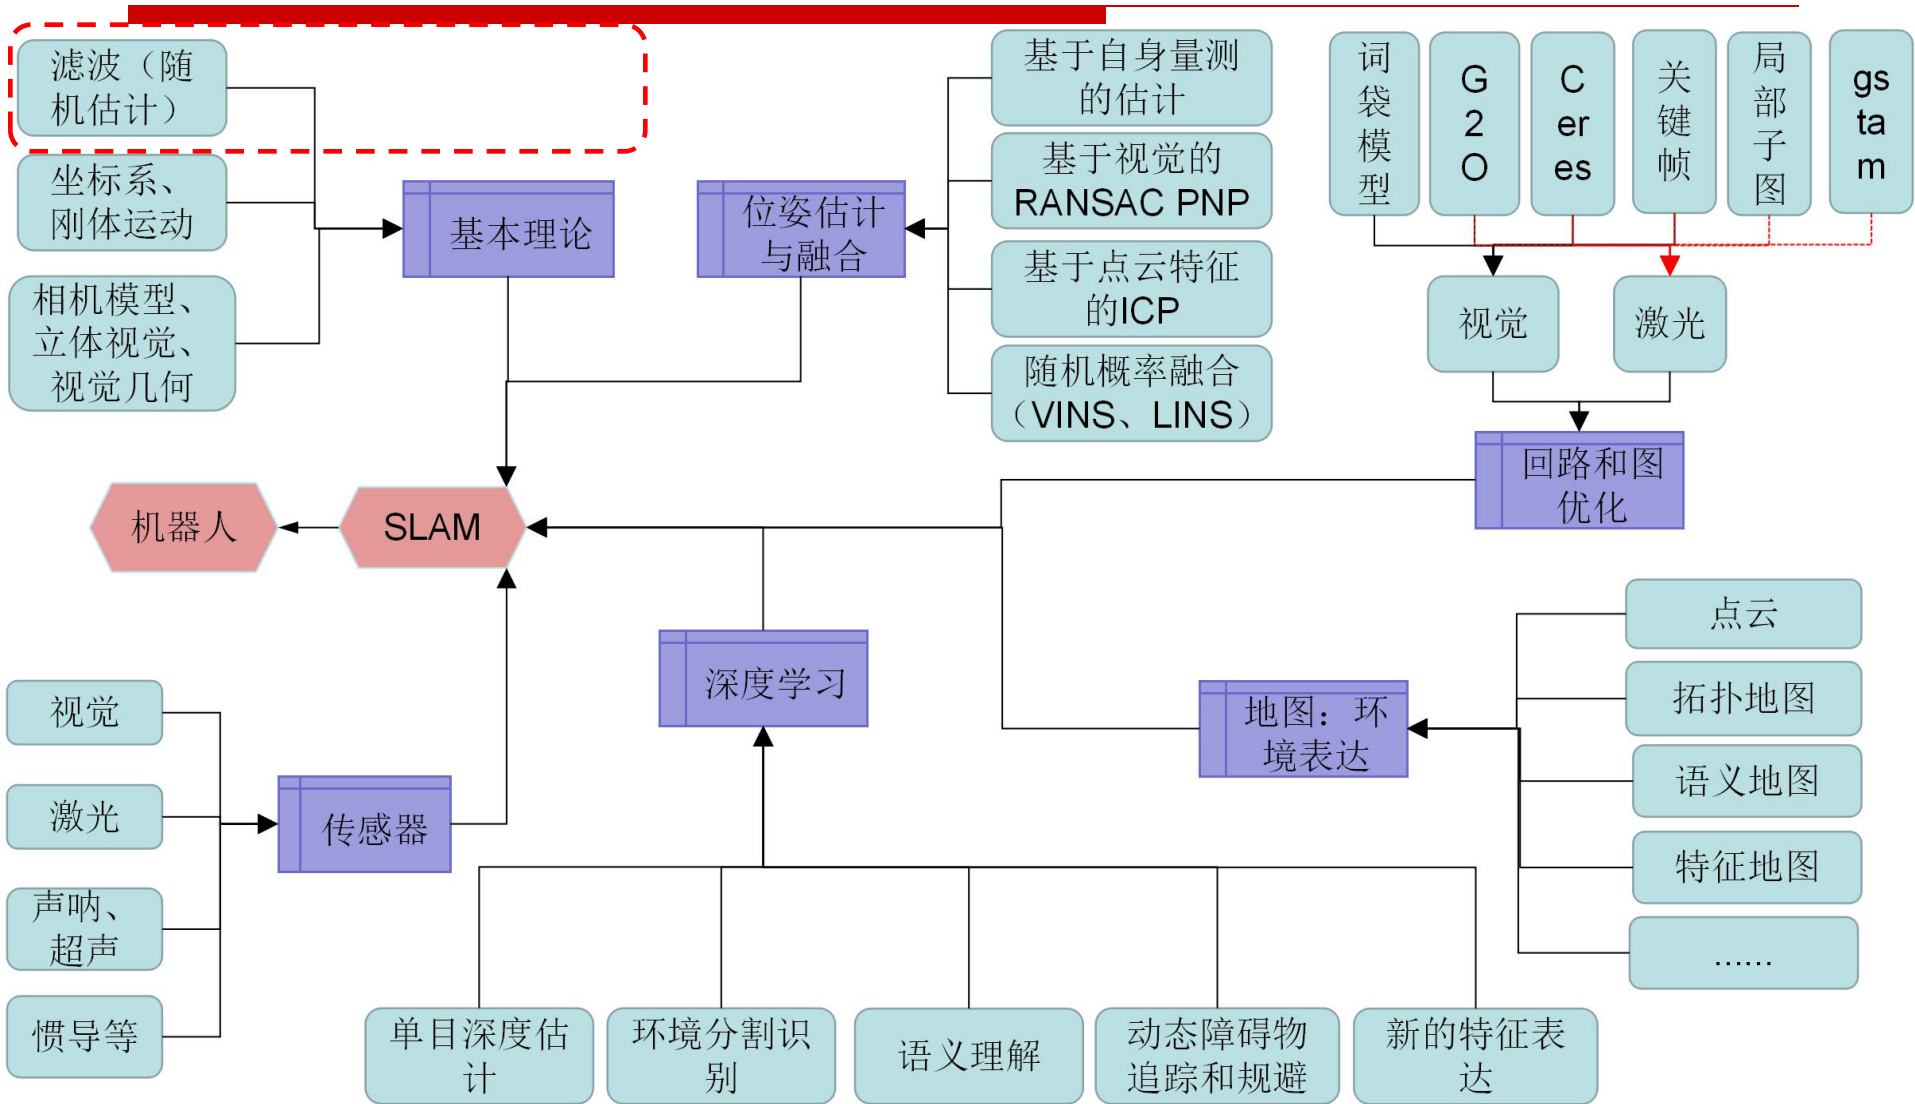 滤波（随
机估计）
坐标系、
刚体运动
相机模型、
立体视觉、
视觉几何
基本理论
位姿估计
与融合
基于自身量测
的估计
基于视觉的
RANSAC PNP
基于点云特征
的ICP
随机概率融合
（VINS、LINS）
词
袋
模
型
G
2
O
C
er
es
关
键
帧
局
部
子
图
gs
ta
m
视觉
激光
回路和图
优化
机器人
SLAM
深度学习
地图：环
境表达
点云
拓扑地图
语义地图
特征地图
……
视觉
激光
声呐、
超声
惯导等
传感器
单目深度估
计
环境分割识
别
语义理解
动态障碍物
追踪和规避
新的特征表
达